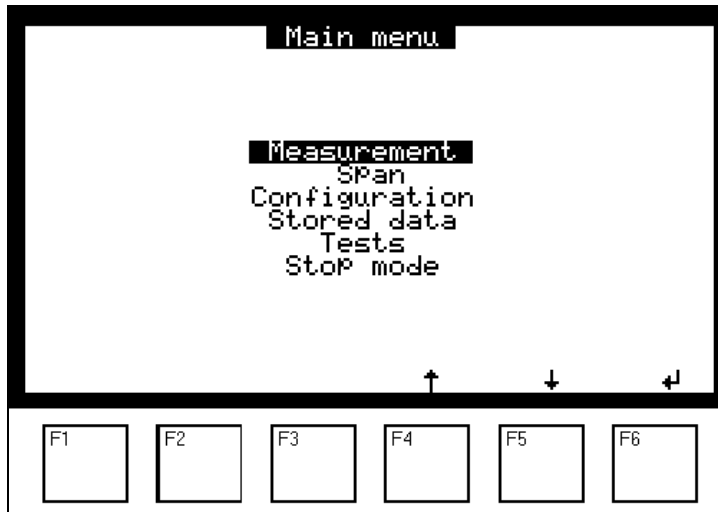 Main menu
Measurement
Span
Configuration
Stored data
Tests
Stop mode
↑ ↓ ↵
F1 F2 F3 F4 F5 F6